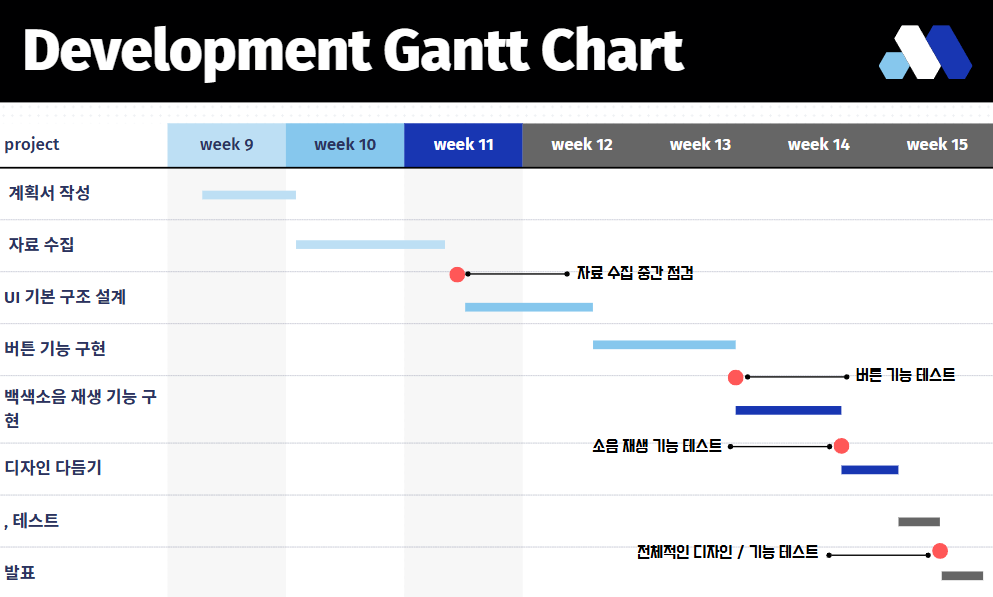 Development Gantt Chart
project week 9 week 10 week 11 week 12 week 13 week 14 week 15
계획서 작성
자료 수집
자료 수집 중간 점검
UI 기본 구조 설계
버튼 기능 구현
버튼 기능 테스트
백색소음 재생 기능 구
현
소음 재생 기능 테스트
디자인 다듬기
, 테스트
전체적인 디자인 / 기능 테스트
발표